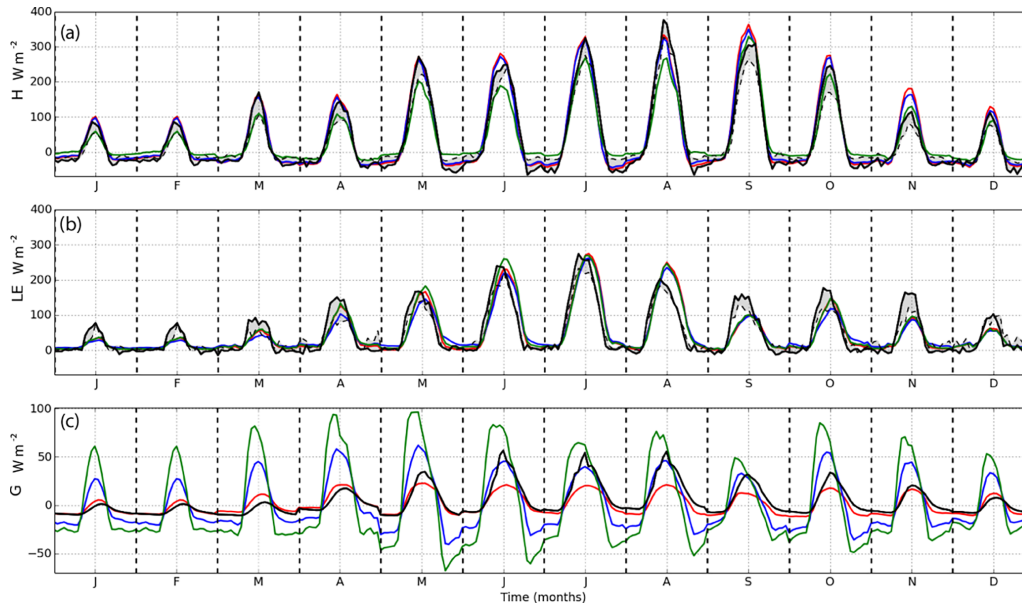 (a)
H W m⁻²
400
300
200
100
0
J F M A M J J A S O N D
(b)
LE W m⁻²
400
300
200
100
0
J F M A M J J A S O N D
(c)
G W m⁻²
100
50
0
−50
J F M A M J J A S O N D
Time (months)